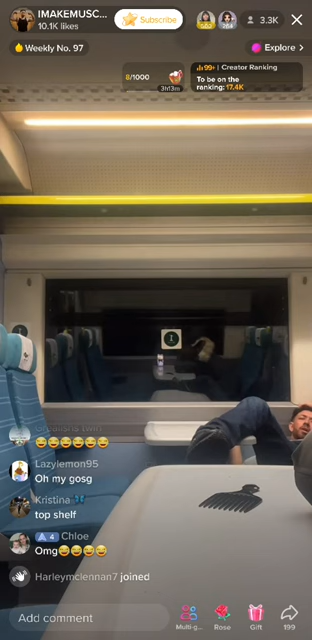 IMAKEMUSC...
10.1K likes
Subscribe
3.3K
Weekly No. 97
Explore >
8/1000
3h13m
99+ | Creator Ranking
To be on the
ranking: 17.4K
😂😂😂😂😂😂
Lazylemon95
Oh my gosg
Kristina
top shelf
4 Chloe
Omg😂😂😂😂
Harleymclennan7 joined
Add comment
Multi-g...
Rose
Gift
199